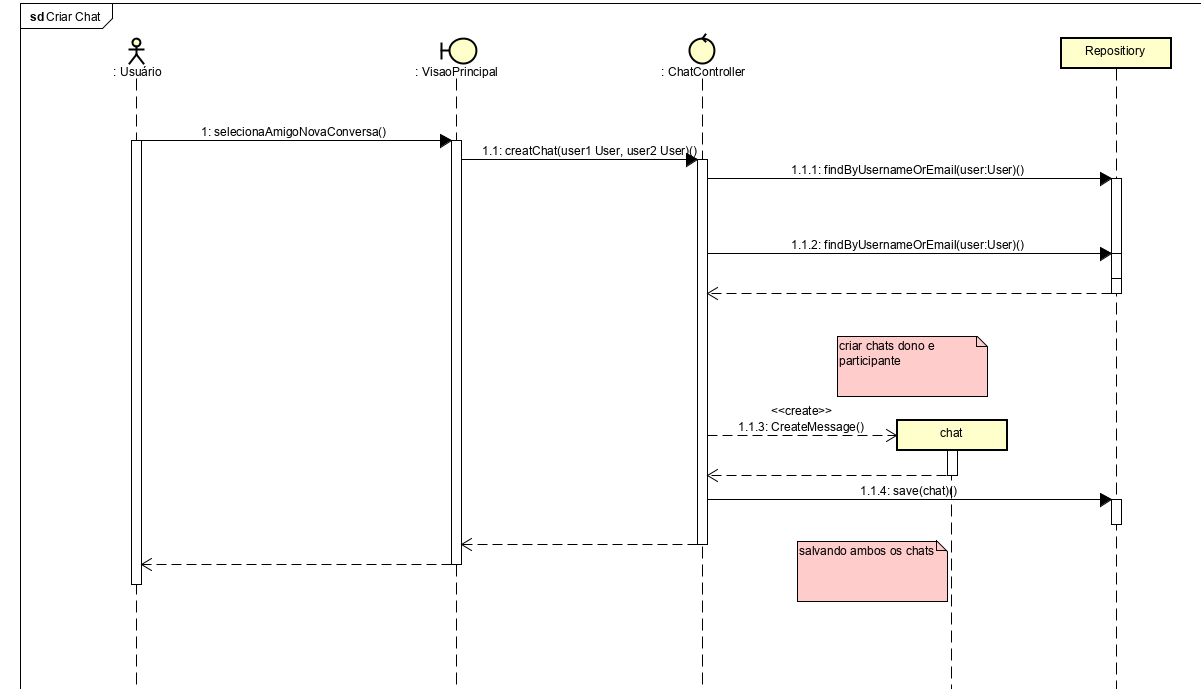 sd Criar Chat
: Usuário
: VisaoPrincipal
: ChatController
Repositiory
1: selecionaAmigoNovaConversa()
1.1: creatChat(user1 User, user2 User)()
1.1.1: findByUsernameOrEmail(user:User)()
1.1.2: findByUsernameOrEmail(user:User)()
criar chats dono e
participante
<<create>>
1.1.3: CreateMessage()
chat
1.1.4: save(chat)()
salvando ambos os chats